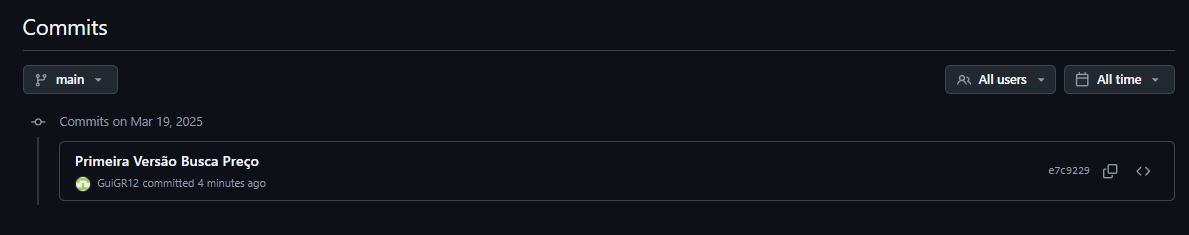 Commits
main
All users
All time
Commits on Mar 19, 2025
Primeira Versão Busca Preço
GuiGR12 committed 4 minutes ago
e7c9229